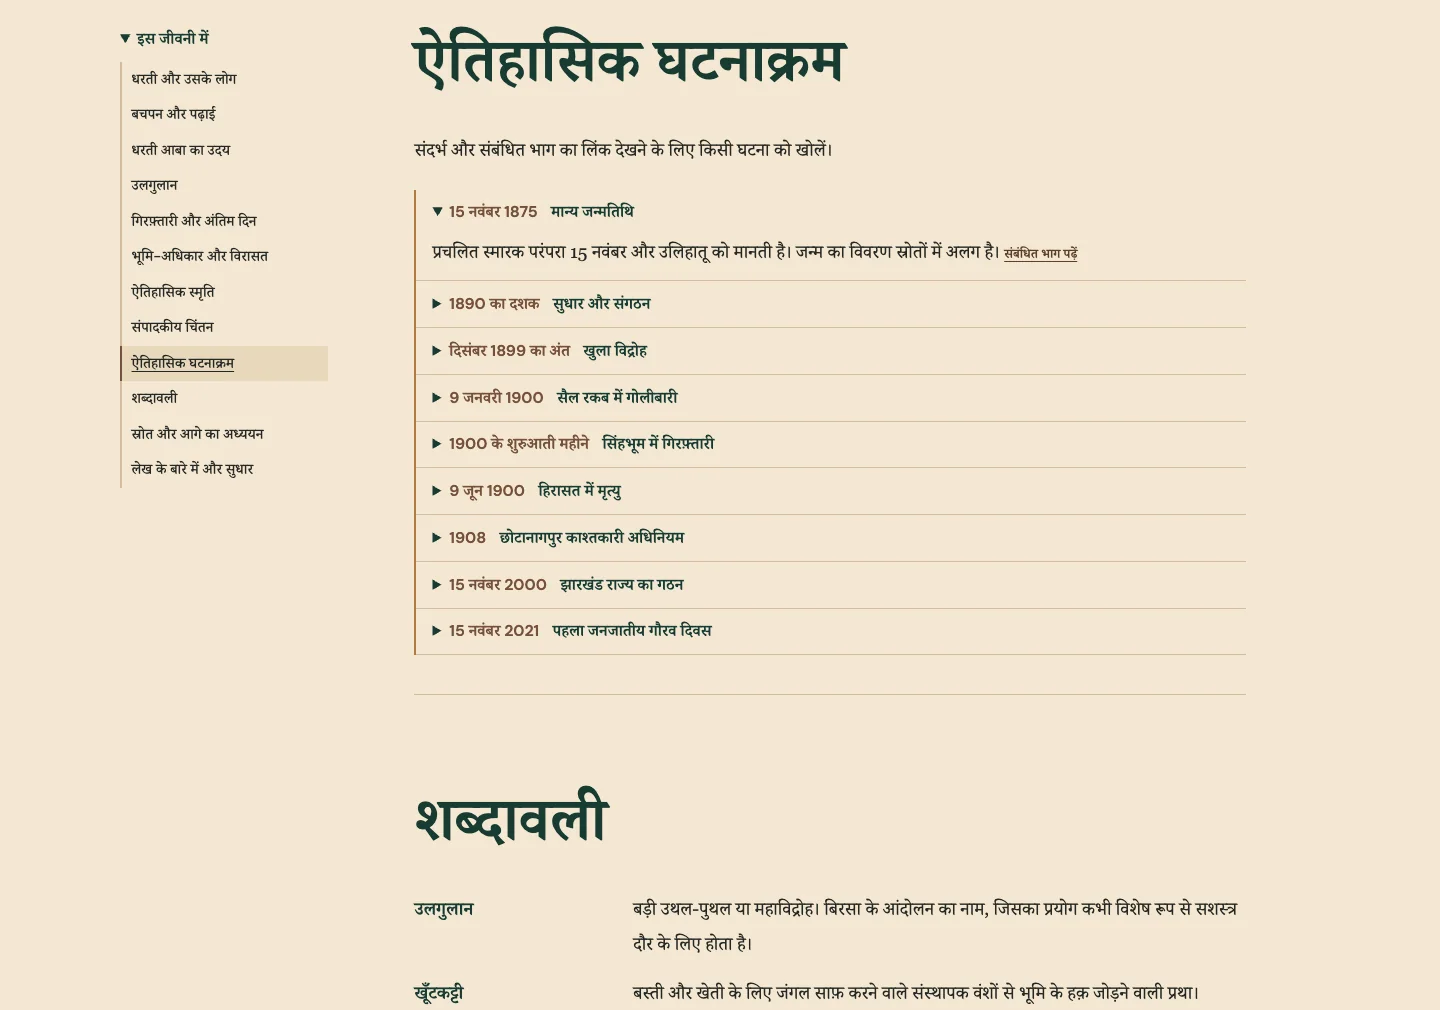 इस जीवनी में
धरती और उसके लोग
बचपन और पढ़ाई
धरती आबा का उदय
उलगुलान
गिरफ़्तारी और अंतिम दिन
भूमि-अधिकार और विरासत
ऐतिहासिक स्मृति
संपादकीय चिंतन
ऐतिहासिक घटनाक्रम
शब्दावली
स्रोत और आगे का अध्ययन
लेख के बारे में और सुधार
ऐतिहासिक घटनाक्रम
संदर्भ और संबंधित भाग का लिंक देखने के लिए किसी घटना को खोलें।
15 नवंबर 1875 मान्य जन्मतिथि
प्रचलित स्मारक परंपरा 15 नवंबर और उलिहातू को मानती है। जन्म का विवरण स्रोतों में अलग है। संबंधित भाग पढ़ें
1890 का दशक सुधार और संगठन
दिसंबर 1899 का अंत खुला विद्रोह
9 जनवरी 1900 सैल रकब में गोलीबारी
1900 के शुरुआती महीने सिंहभूम में गिरफ़्तारी
9 जून 1900 हिरासत में मृत्यु
1908 छोटानागपुर काश्तकारी अधिनियम
15 नवंबर 2000 झारखंड राज्य का गठन
15 नवंबर 2021 पहला जनजातीय गौरव दिवस
शब्दावली
उलगुलान
बड़ी उथल-पुथल या महाविद्रोह। बिरसा के आंदोलन का नाम, जिसका प्रयोग कभी विशेष रूप से सशस्त्र
दौर के लिए होता है।
खूँटकट्टी
बस्ती और खेती के लिए जंगल साफ़ करने वाले संस्थापक वंशों से भूमि के हक़ जोड़ने वाली प्रथा।